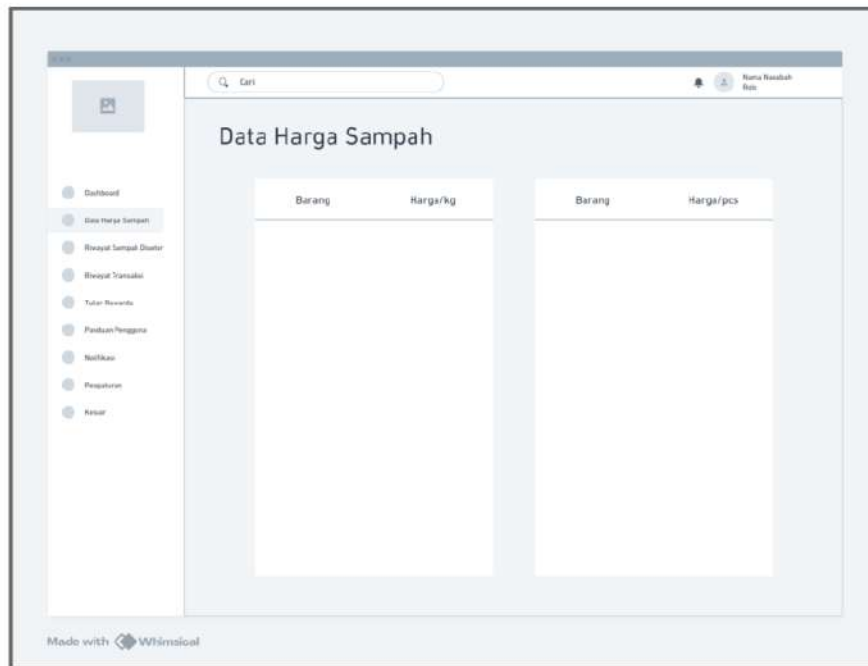 Cari
Nama Nasabah
Role
Data Harga Sampah
Dashboard
Data Harga Sampah
Riwayat Sampah Disetor
Riwayat Transaksi
Tukar Rewards
Panduan Pengguna
Notifikasi
Pengaturan
Keluar
Barang Harga/kg
Barang Harga/pcs
Made with Whimsical